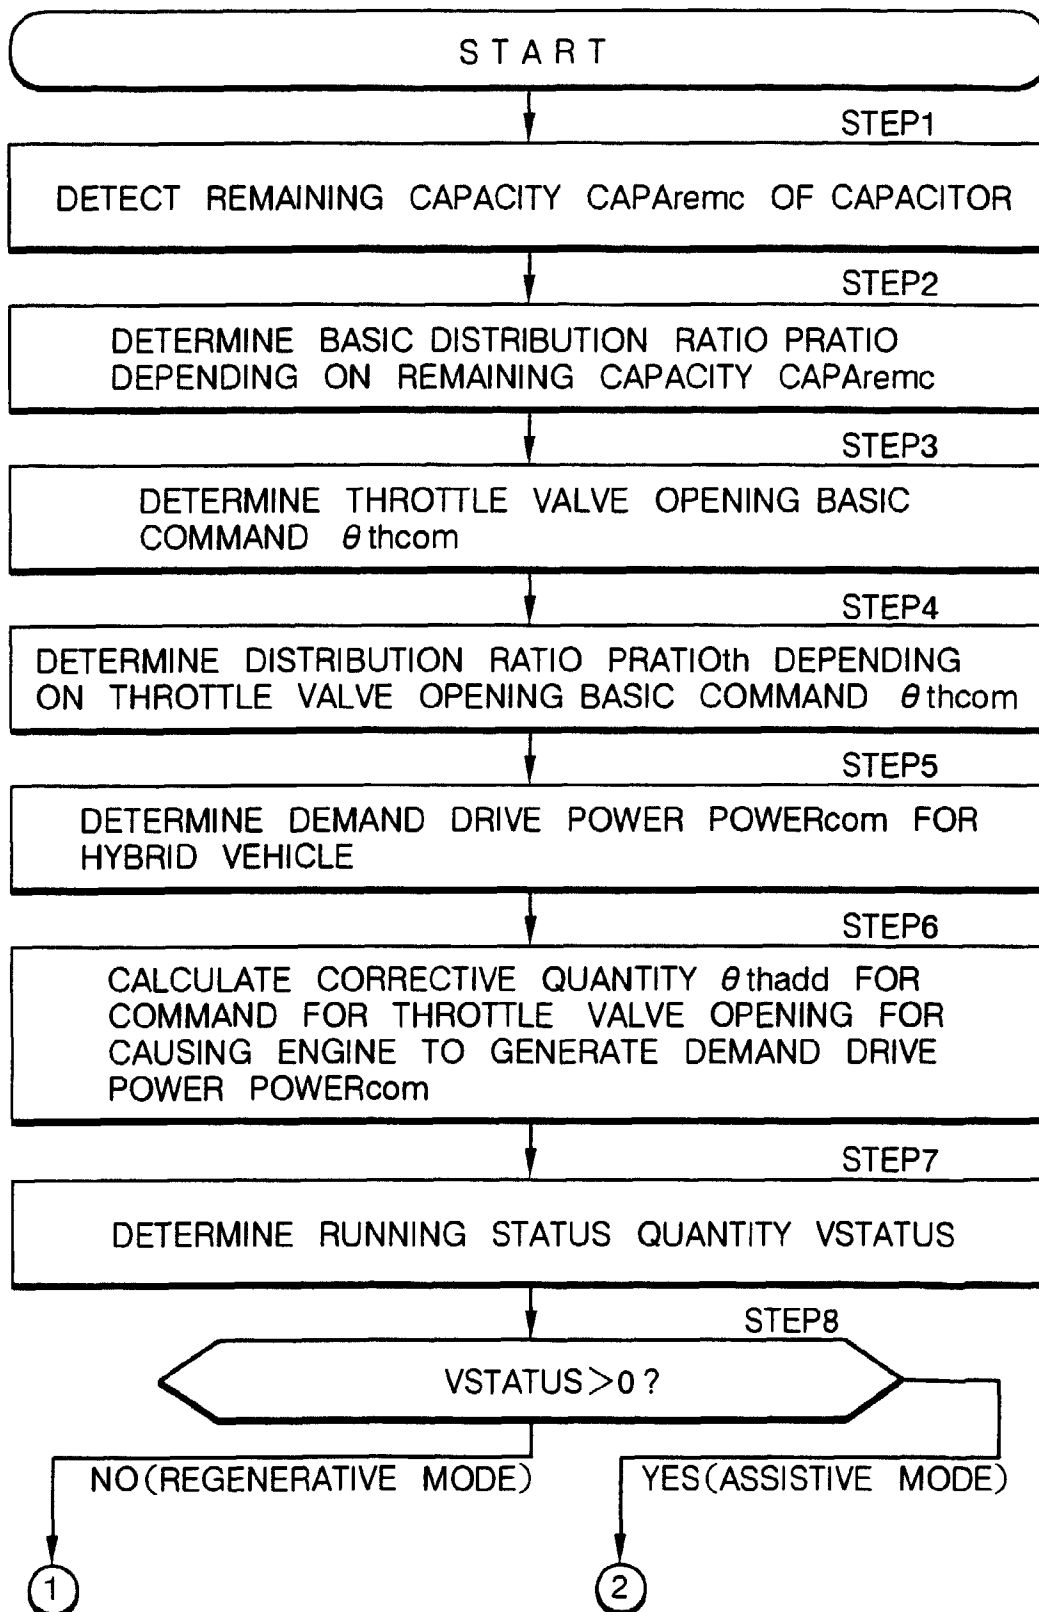 START
STEP1
DETECT REMAINING CAPACITY CAPAremc OF CAPACITOR
STEP2
DETERMINE BASIC DISTRIBUTION RATIO PRATIO
DEPENDING ON REMAINING CAPACITY CAPAremc
STEP3
DETERMINE THROTTLE VALVE OPENING BASIC
COMMAND θthcom
STEP4
DETERMINE DISTRIBUTION RATIO PRATIOth DEPENDING
ON THROTTLE VALVE OPENING BASIC COMMAND θthcom
STEP5
DETERMINE DEMAND DRIVE POWER POWERcom FOR
HYBRID VEHICLE
STEP6
CALCULATE CORRECTIVE QUANTITY θthadd FOR
COMMAND FOR THROTTLE VALVE OPENING FOR
CAUSING ENGINE TO GENERATE DEMAND DRIVE
POWER POWERcom
STEP7
DETERMINE RUNNING STATUS QUANTITY VSTATUS
STEP8
VSTATUS>0?
NO(REGENERATIVE MODE)
YES(ASSISTIVE MODE)
1
2